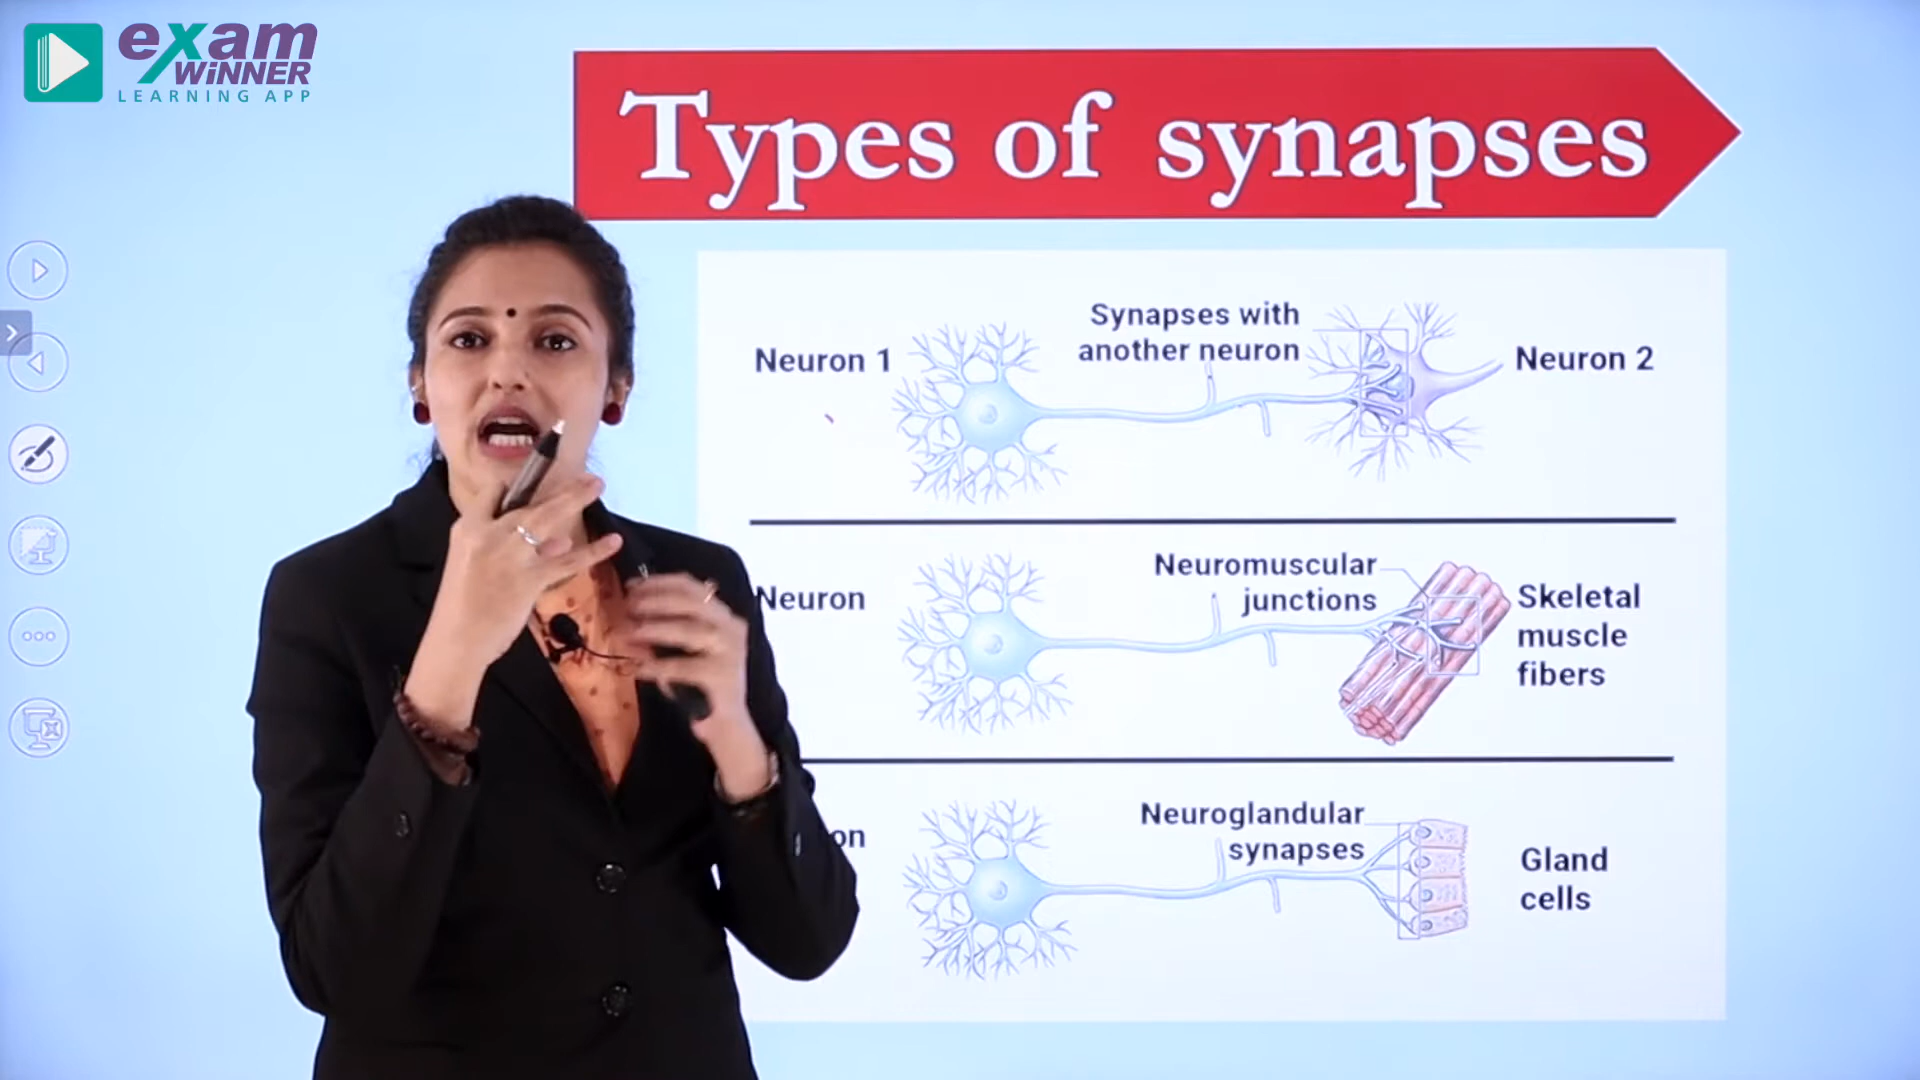 exam
WiNNER
LEARNING APP
Types of synapses
Synapses with
another neuron
Neuron 1
Neuron 2
Neuromuscular
junctions
Neuron
Skeletal
muscle
fibers
Neuroglandular
synapses
on
Gland
cells